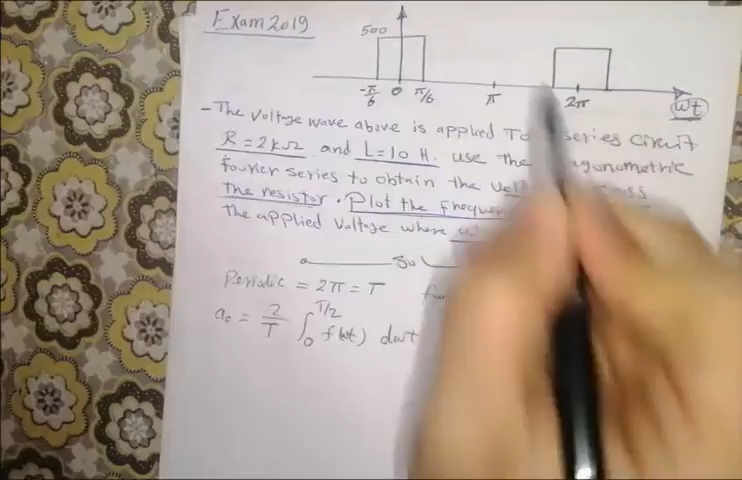 Exam 2019
500
-π/6 0 π/6 π 2π ωt
- The voltage wave above is applied To series circuit
R = 2kΩ and L = 10 H. use the
fourier series to obtain the
the resistor. Plot the
the applied voltage where
Periodic = 2π = T
a₀ = 2/T ∫₀^T/2 f(ωt) dωt